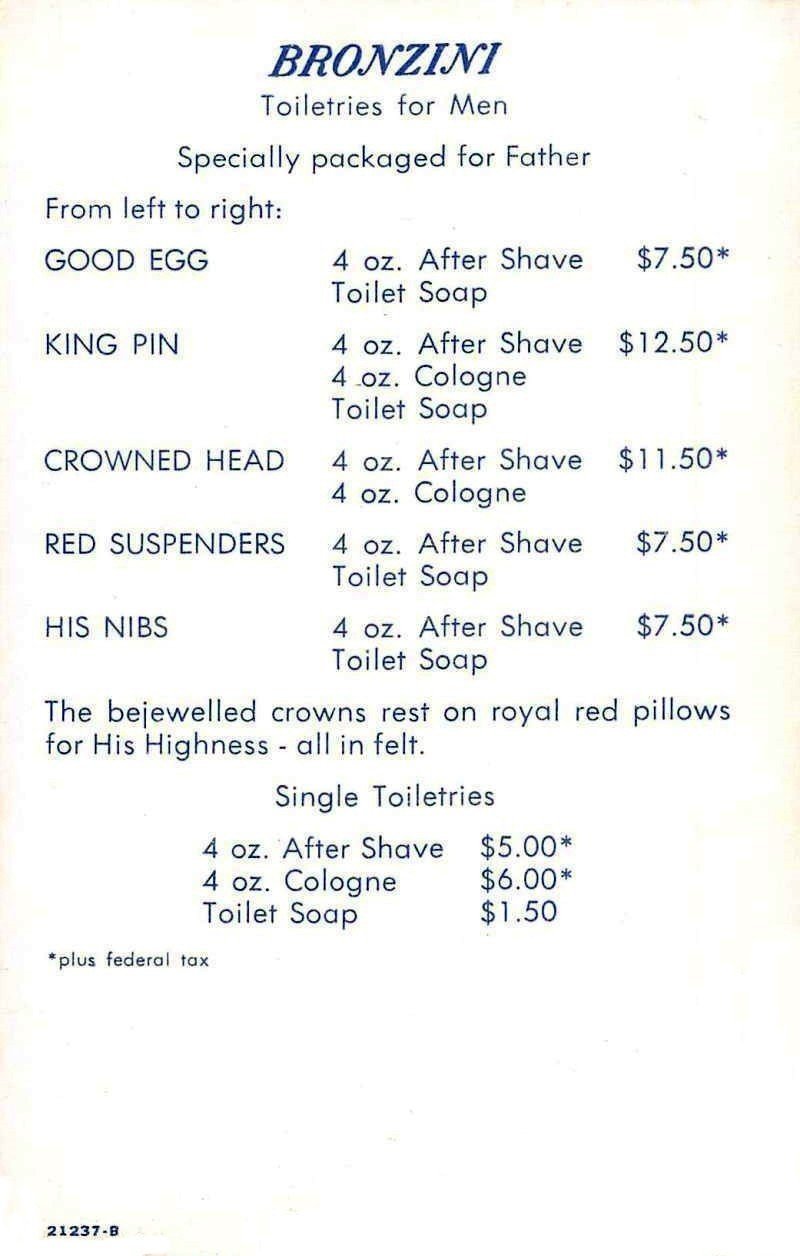 BRONZINI
Toiletries for Men
Specially packaged for Father
From left to right:
GOOD EGG 4 oz. After Shave $7.50*
Toilet Soap
KING PIN 4 oz. After Shave $12.50*
4 oz. Cologne
Toilet Soap
CROWNED HEAD 4 oz. After Shave $11.50*
4 oz. Cologne
RED SUSPENDERS 4 oz. After Shave $7.50*
Toilet Soap
HIS NIBS 4 oz. After Shave $7.50*
Toilet Soap
The bejewelled crowns rest on royal red pillows
for His Highness - all in felt.
Single Toiletries
4 oz. After Shave $5.00*
4 oz. Cologne $6.00*
Toilet Soap $1.50
*plus federal tax
21237-B